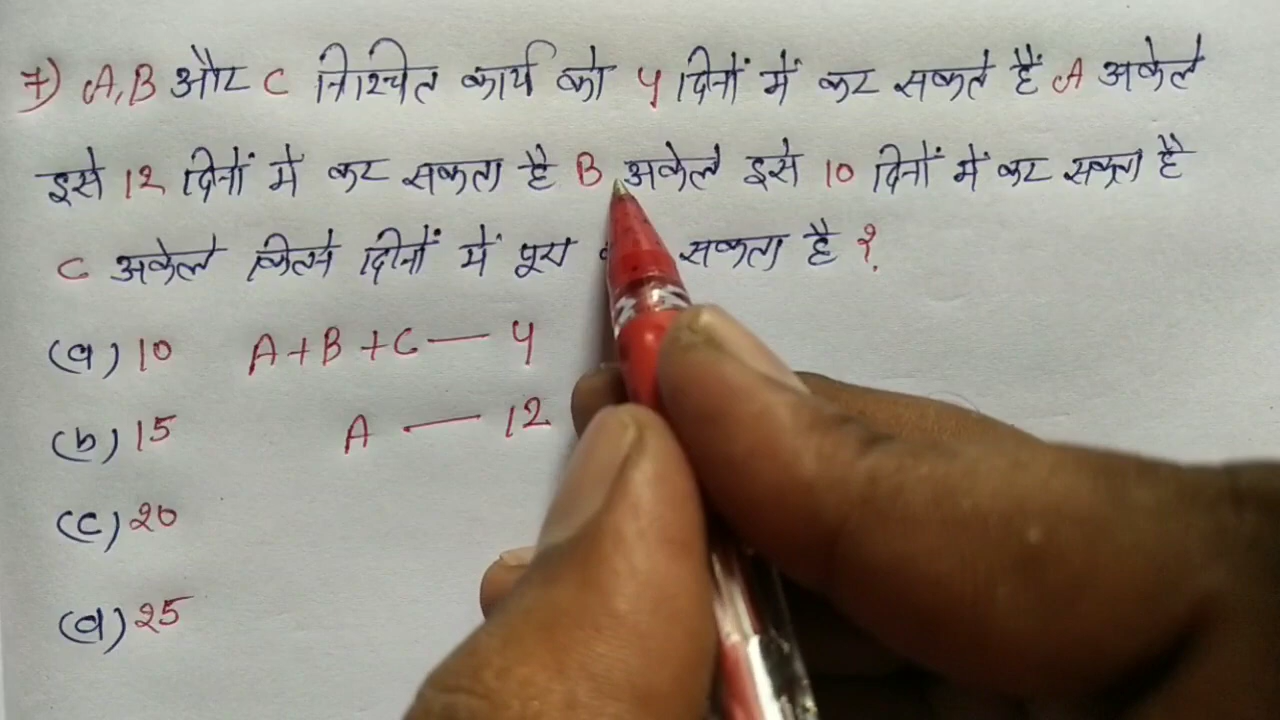 7) A, B और C निश्चित कार्य को 4 दिनों में कर सकते हैं A अकेले
इसे 12 दिनों में कर सकता है B अकेले इसे 10 दिनों में कर सकता है
C अकेले कितने दीनों में पूरा सकता है ?
(a) 10 A+B+C — 4
(b) 15 A — 12
(c) 20
(d) 25